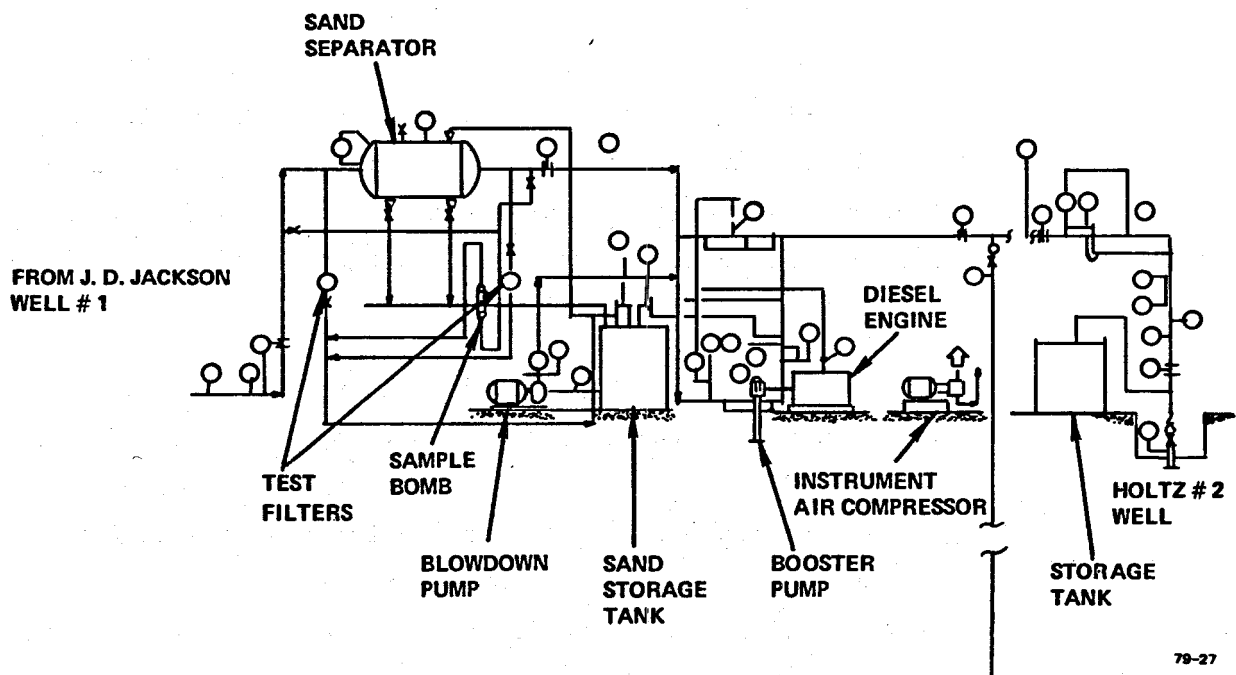 SAND
SEPARATOR
FROM J. D. JACKSON
WELL # 1
DIESEL
ENGINE
TEST
FILTERS
SAMPLE
BOMB
INSTRUMENT
AIR COMPRESSOR
HOLTZ # 2
WELL
BLOWDOWN
PUMP
SAND
STORAGE
TANK
BOOSTER
PUMP
STORAGE
TANK
79-27